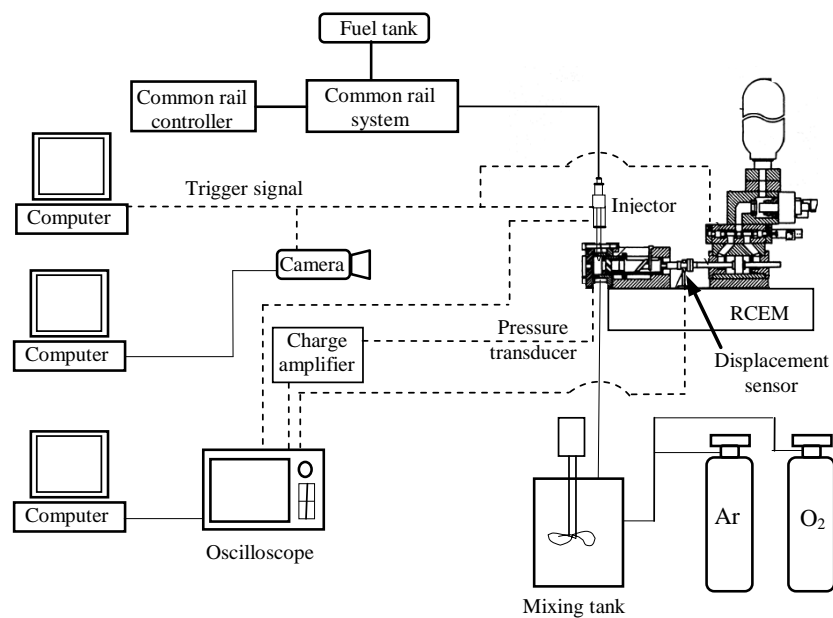 Fuel tank
Common rail
controller
Common rail
system
Trigger signal
Computer
Injector
Camera
RCEM
Computer
Charge
amplifier
Pressure
transducer
Displacement
sensor
Computer
Oscilloscope
Ar
O₂
Mixing tank